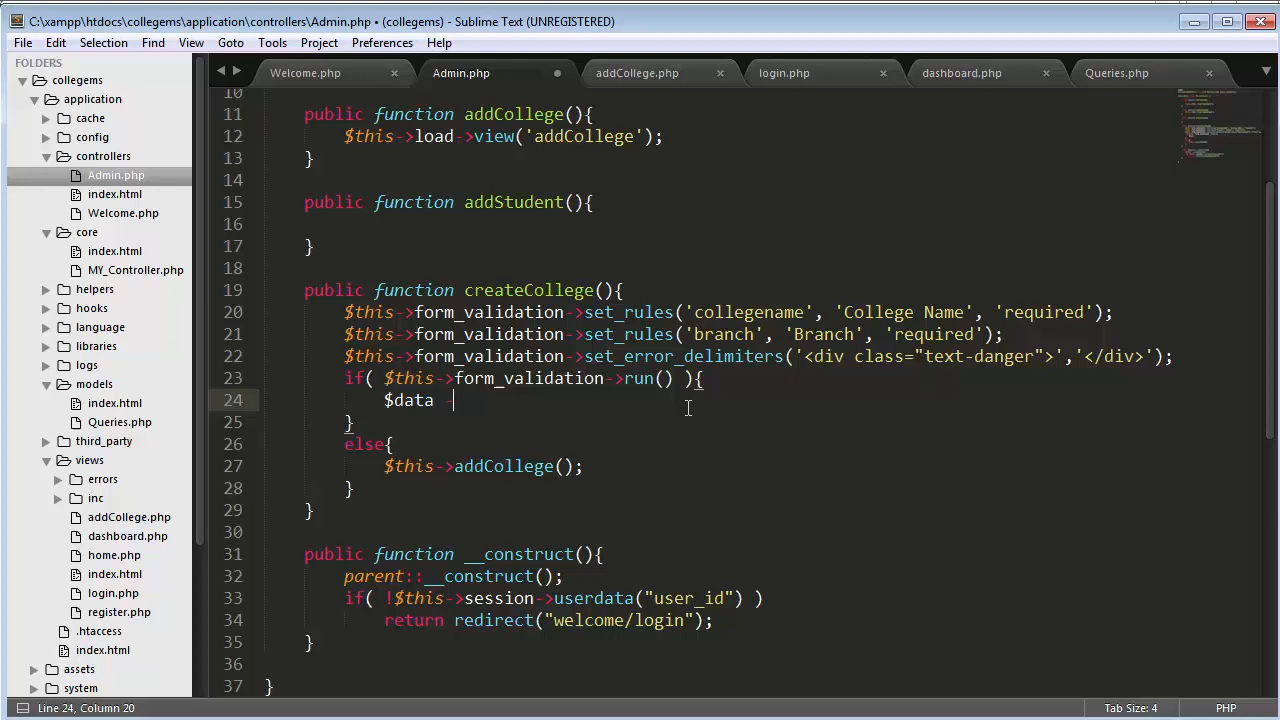 C:\xampp\htdocs\collegems\application\controllers\Admin.php • (collegems) - Sublime Text (UNREGISTERED)
File Edit Selection Find View Goto Tools Project Preferences Help
FOLDERS
collegems
application
cache
config
controllers
Admin.php
index.html
Welcome.php
core
index.html
MY_Controller.php
helpers
hooks
language
libraries
logs
models
index.html
Queries.php
third_party
views
errors
inc
addCollege.php
dashboard.php
home.php
index.html
login.php
register.php
.htaccess
index.html
assets
system
Welcome.php Admin.php addCollege.php login.php dashboard.php Queries.php
10
11 public function addCollege(){
12 $this->load->view('addCollege');
13 }
14
15 public function addStudent(){
16
17 }
18
19 public function createCollege(){
20 $this->form_validation->set_rules('collegename', 'College Name', 'required');
21 $this->form_validation->set_rules('branch', 'Branch', 'required');
22 $this->form_validation->set_error_delimiters('<div class="text-danger">','</div>');
23 if( $this->form_validation->run() ){
24 $data -
25 }
26 else{
27 $this->addCollege();
28 }
29 }
30
31 public function __construct(){
32 parent::__construct();
33 if( !$this->session->userdata("user_id") )
34 return redirect("welcome/login");
35 }
36
37 }
Line 24, Column 20 Tab Size: 4 PHP